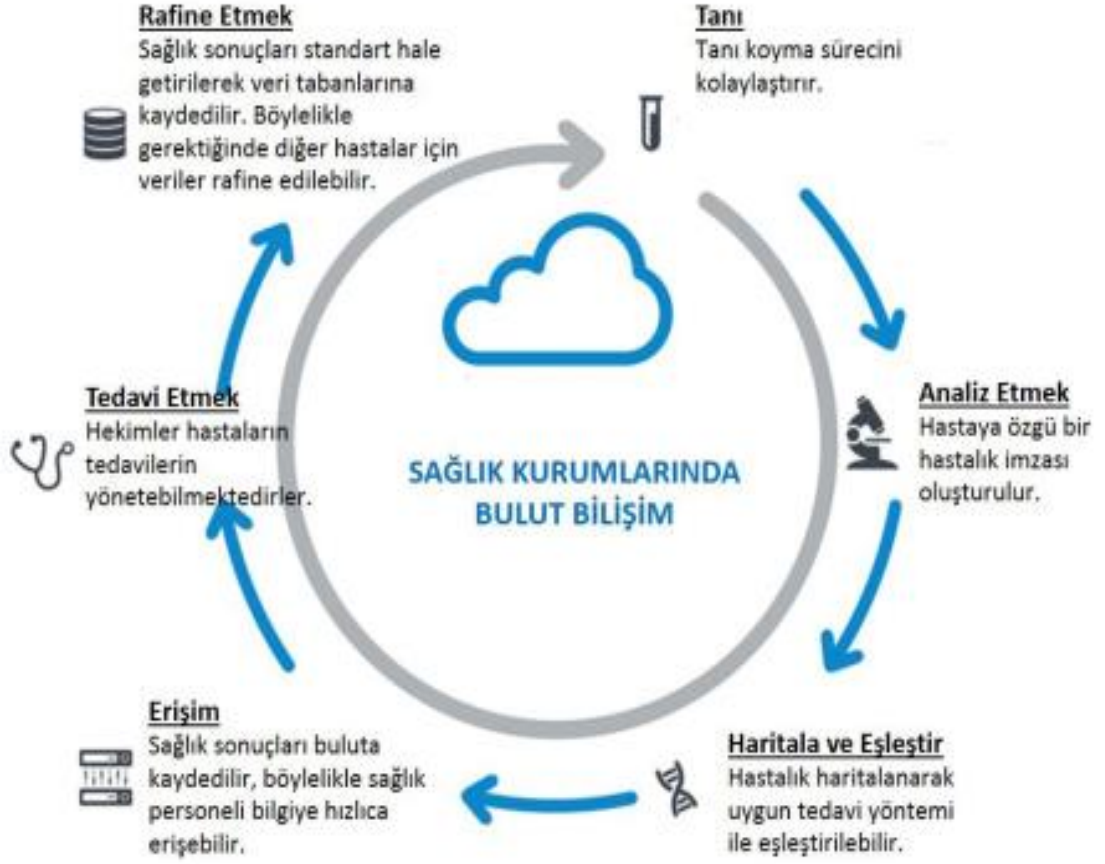 Rafine Etmek
Sağlık sonuçları standart hale
getirilerek veri tabanlarına
kaydedilir. Böylelikle
gerektiğinde diğer hastalar için
veriler rafine edilebilir.
Tanı
Tanı koyma sürecini
kolaylaştırır.
Analiz Etmek
Hastaya özgü bir
hastalık imzası
oluşturulur.
Haritala ve Eşleştir
Hastalık haritalanarak
uygun tedavi yöntemi
ile eşleştirilebilir.
Erişim
Sağlık sonuçları buluta
kaydedilir, böylelikle sağlık
personeli bilgiye hızlıca
erişebilir.
Tedavi Etmek
Hekimler hastaların
tedavilerin
yönetebilmektedirler.
SAĞLIK KURUMLARINDA
BULUT BİLİŞİM